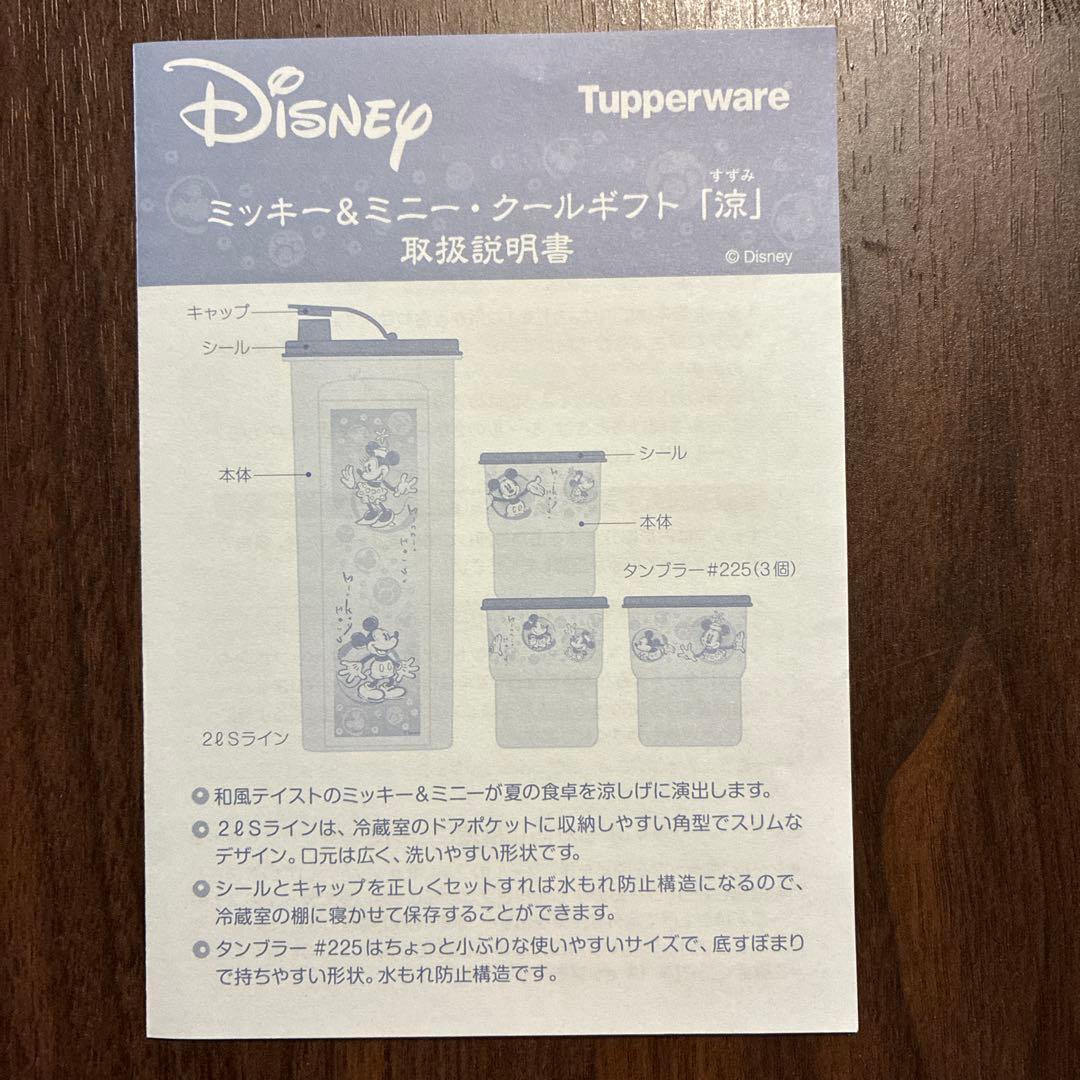 Disney
Tupperware
すずみ
ミッキー&ミニー・クールギフト「涼」
取扱説明書
© Disney
キャップ
シール
本体
シール
本体
タンブラー#225(3個)
2ℓSライン
◎和風テイストのミッキー&ミニーが夏の食卓を涼しげに演出します。
◎2ℓSラインは、冷蔵室のドアポケットに収納しやすい角型でスリムな
デザイン。口元は広く、洗いやすい形状です。
◎シールとキャップを正しくセットすれば水もれ防止構造になるので、
冷蔵室の棚に寝かせて保存することができます。
◎タンブラー #225はちょっと小ぶりな使いやすいサイズで、底すぼまり
で持ちやすい形状。水もれ防止構造です。